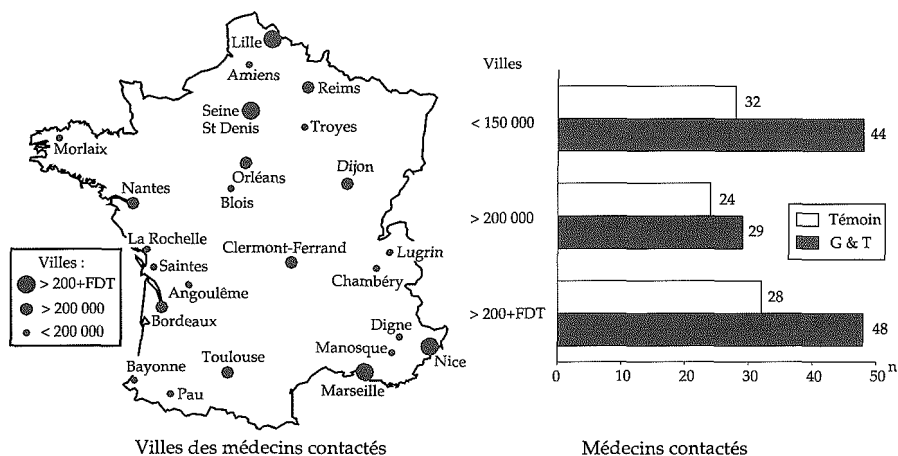 Lille
Amiens
Reims
Seine
St Denis
Troyes
Morlaix
Orléans
Dijon
Nantes
Blois
La Rochelle
Clermont-Ferrand
Lugrin
Saintes
Chambéry
Angoulême
Bordeaux
Digne
Manosque
Nice
Toulouse
Bayonne
Marseille
Pau
Villes :
> 200+FDT
> 200 000
< 200 000
Villes des médecins contactés
Villes
< 150 000
32
44
> 200 000
24
29
> 200+FDT
28
48
Témoin
G & T
0 10 20 30 40 50 n
Médecins contactés